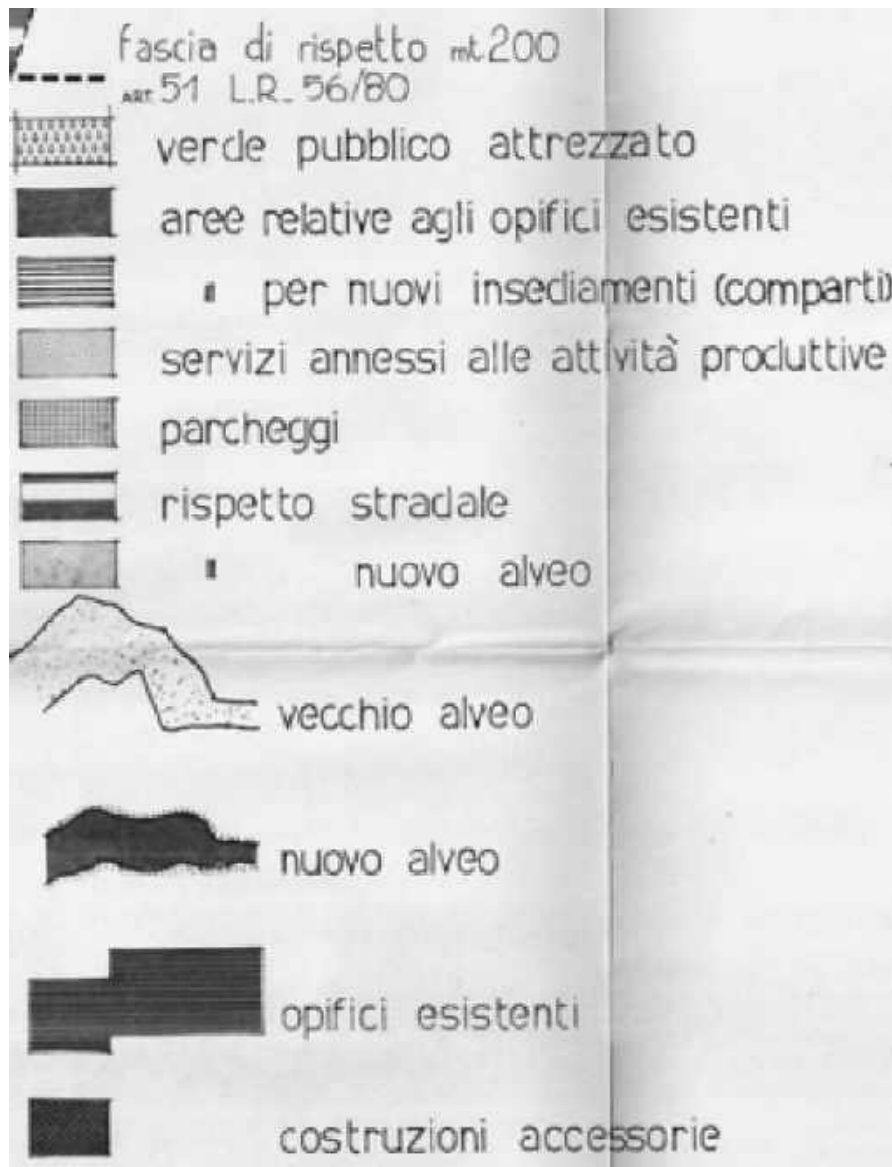 fascia di rispetto mt.200
ART. 51 L.R. 56/80
verde pubblico attrezzato
aree relative agli opifici esistenti
" per nuovi insediamenti (comparti)
servizi annessi alle attività produttive
parcheggi
rispetto stradale
" nuovo alveo
vecchio alveo
nuovo alveo
opifici esistenti
costruzioni accessorie